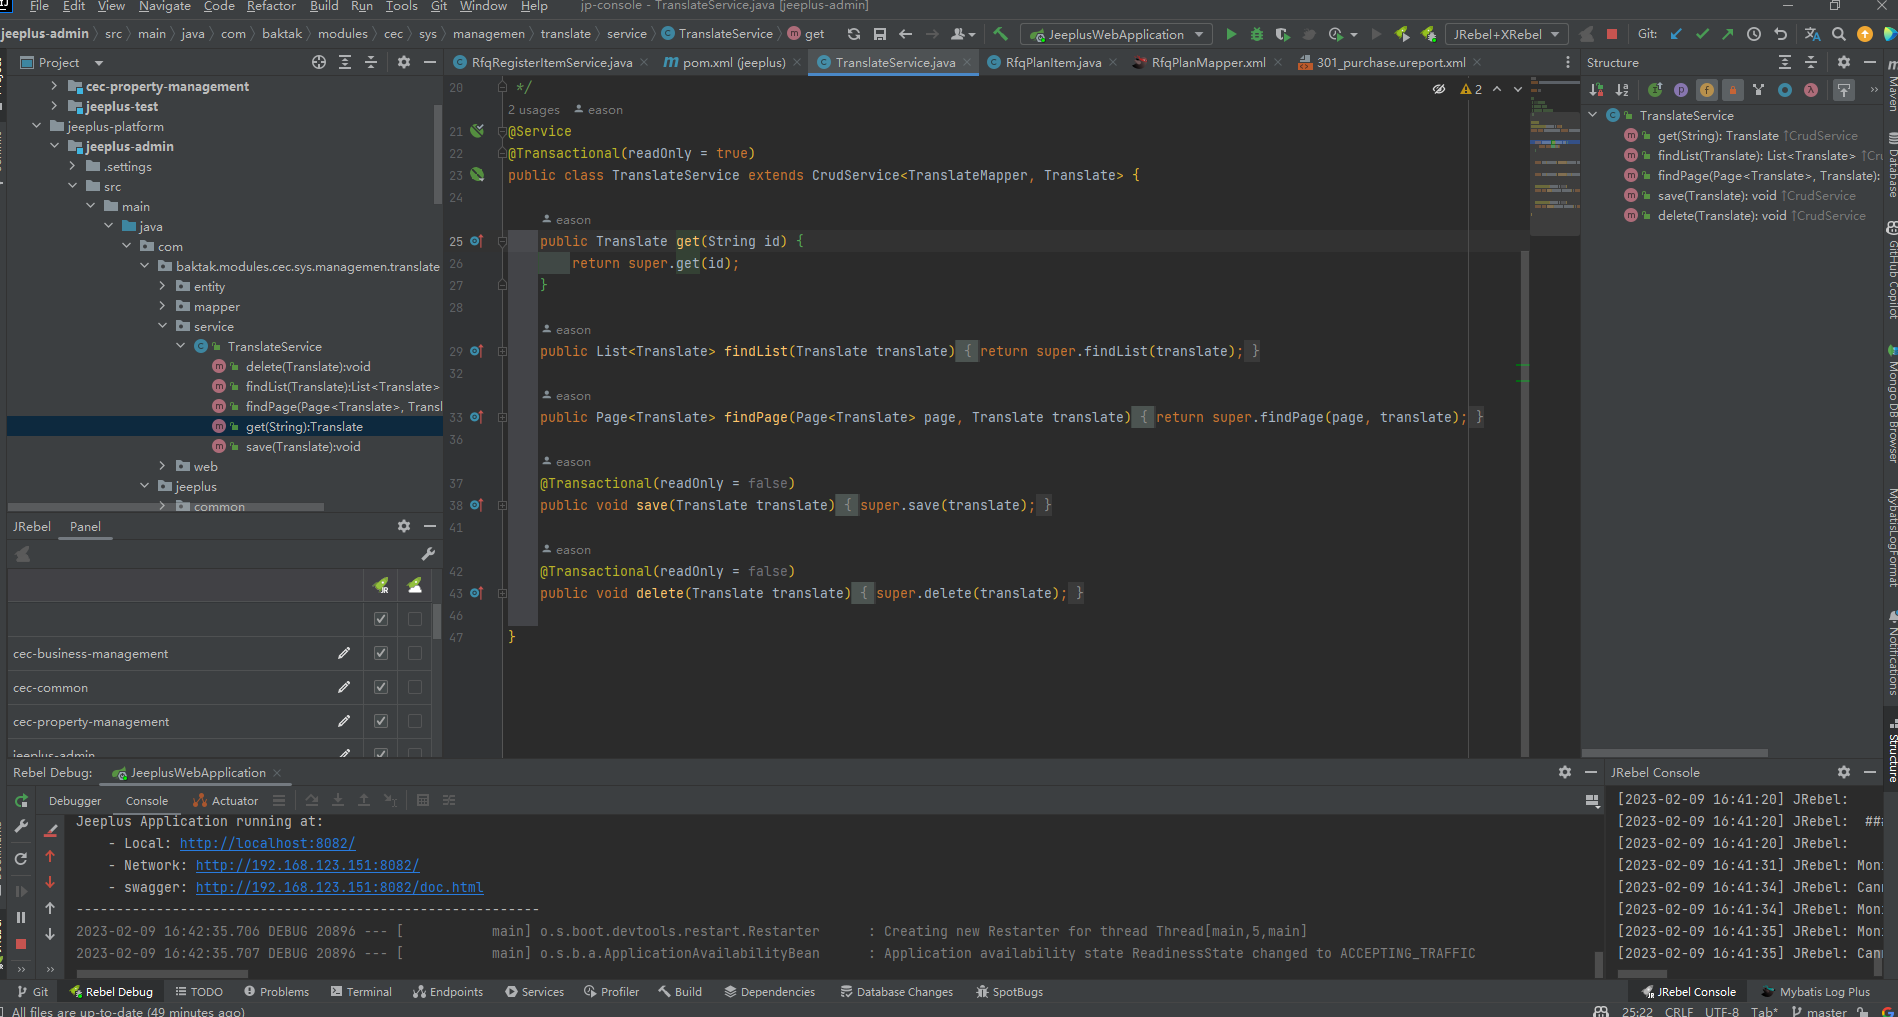 File Edit View Navigate Code Refactor Build Run Tools Git Window Help jp-console - TranslateService.java [jeeplus-admin]
jeeplus-admin src main java com baktak modules cec sys managemen translate service TranslateService get JeeplusWebApplication JRebel+XRebel Git:
Project
RfqRegisterItemService.java pom.xml (jeeplus) TranslateService.java RfqPlanItem.java RfqPlanMapper.xml 301_purchase.ureport.xml
Structure
cec-property-management
jeeplus-test
jeeplus-platform
jeeplus-admin
.settings
src
main
java
com
baktak.modules.cec.sys.managemen.translate
entity
mapper
service
TranslateService
delete(Translate):void
findList(Translate):List<Translate>
findPage(Page<Translate>, Transl
get(String):Translate
save(Translate):void
web
jeeplus
common
JRebel Panel
cec-business-management
cec-common
cec-property-management
jeeplus-admin
20 */
2 usages eason
21 @Service
22 @Transactional(readOnly = true)
23 public class TranslateService extends CrudService<TranslateMapper, Translate> {
24
eason
25 public Translate get(String id) {
26 return super.get(id);
27 }
28
eason
29 public List<Translate> findList(Translate translate) { return super.findList(translate); }
32
eason
33 public Page<Translate> findPage(Page<Translate> page, Translate translate) { return super.findPage(page, translate); }
36
eason
37 @Transactional(readOnly = false)
38 public void save(Translate translate) { super.save(translate); }
41
eason
42 @Transactional(readOnly = false)
43 public void delete(Translate translate) { super.delete(translate); }
46
47 }
2
TranslateService
get(String): Translate ↑CrudService
findList(Translate): List<Translate> ↑Cru
findPage(Page<Translate>, Translate):
save(Translate): void ↑CrudService
delete(Translate): void ↑CrudService
Maven
Database
GitHub Copilot
Mongo DB Browser
MybatisLogFormat
Notifications
Structure
Rebel Debug: JeeplusWebApplication
Debugger Console Actuator
Jeeplus Application running at:
- Local: http://localhost:8082/
- Network: http://192.168.123.151:8082/
- swagger: http://192.168.123.151:8082/doc.html
----------------------------------------------------------
2023-02-09 16:42:35.706 DEBUG 20896 --- [ main] o.s.boot.devtools.restart.Restarter : Creating new Restarter for thread Thread[main,5,main]
2023-02-09 16:42:35.707 DEBUG 20896 --- [ main] o.s.b.a.ApplicationAvailabilityBean : Application availability state ReadinessState changed to ACCEPTING_TRAFFIC
JRebel Console
[2023-02-09 16:41:20] JRebel:
[2023-02-09 16:41:20] JRebel: ###
[2023-02-09 16:41:20] JRebel:
[2023-02-09 16:41:31] JRebel: Moni
[2023-02-09 16:41:34] JRebel: Cann
[2023-02-09 16:41:34] JRebel: Moni
[2023-02-09 16:41:35] JRebel: Moni
[2023-02-09 16:41:35] JRebel: Cann
Git Rebel Debug TODO Problems Terminal Endpoints Services Profiler Build Dependencies Database Changes SpotBugs JRebel Console Mybatis Log Plus
All files are up-to-date (49 minutes ago) 25:22 CRLF UTF-8 Tab* master